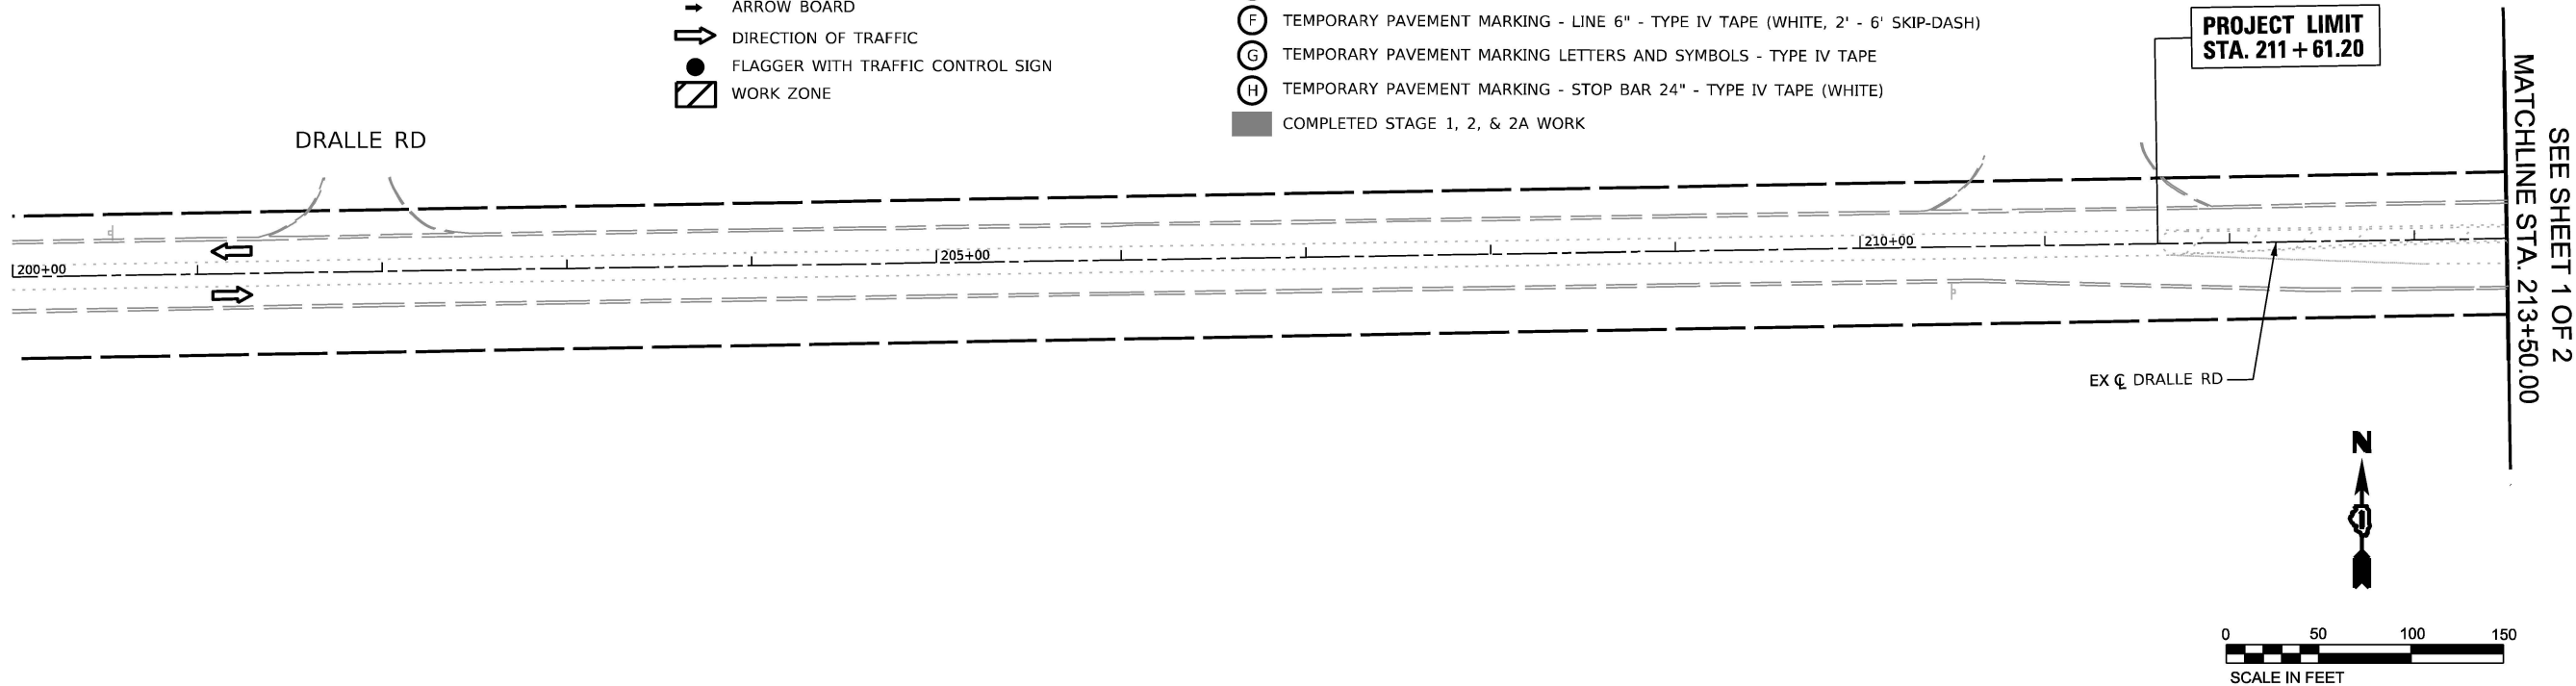 ARROW BOARD
DIRECTION OF TRAFFIC
FLAGGER WITH TRAFFIC CONTROL SIGN
WORK ZONE
F TEMPORARY PAVEMENT MARKING - LINE 6" - TYPE IV TAPE (WHITE, 2' - 6' SKIP-DASH)
G TEMPORARY PAVEMENT MARKING LETTERS AND SYMBOLS - TYPE IV TAPE
H TEMPORARY PAVEMENT MARKING - STOP BAR 24" - TYPE IV TAPE (WHITE)
COMPLETED STAGE 1, 2, & 2A WORK
PROJECT LIMIT
STA. 211 + 61.20
SEE SHEET 1 OF 2
MATCHLINE STA. 213+50.00
DRALLE RD
200+00
205+00
210+00
EX ℄ DRALLE RD
N
0 50 100 150
SCALE IN FEET